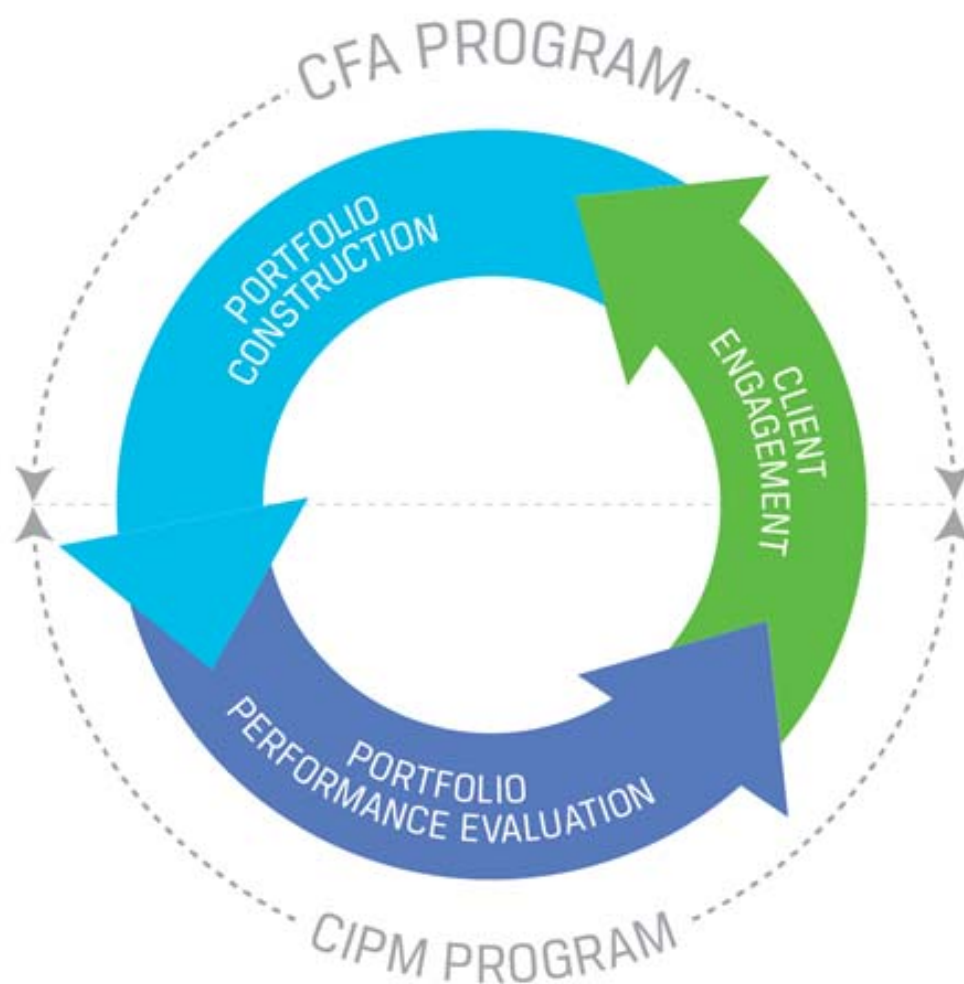 CFA PROGRAM
PORTFOLIO
CONSTRUCTION
CLIENT
ENGAGEMENT
PORTFOLIO
PERFORMANCE EVALUATION
CIPM PROGRAM